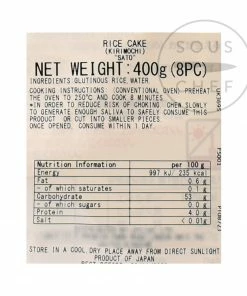 SOUS
CHEF
RICE CAKE
(KIRIMOCHI)
"SATO"
NET WEIGHT:400g(8PC)
INGREDIENTS:GLUTINOUS RICE,WATER
COOKING INSTRUCTIONS: (CONVENTIONAL OVEN)-PREHEAT
THE OVEN TO 250℃ AND COOK 8 MINUTES.
*IN ORDER TO REDUCE RISK OF CHOKING, CHEW SLOWLY
TO GENERATE ENOUGH SALIVA TO SAFELY CONSUME THIS
PRODUCT OR CUT INTO SMALLER PIECES.
ONCE OPENED, CONSUME WITHIN 1 DAY.
Nutrition Information per 100g
Energy 997 kJ/ 235 kcal
Fat 0.6 g
- of which saturates 0.1 g
Carbohydrate 53 g
- of which sugars 0.0 g
Protein 4.0 g
Salt <0.01g
STORE IN A COOL DRY PLACE AWAY FROM DIRECT SUNLIGHT
PRODUCT OF JAPAN